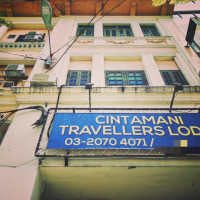 CINTAMANI
TRAVELLERS LOD
03-2070 4071 /